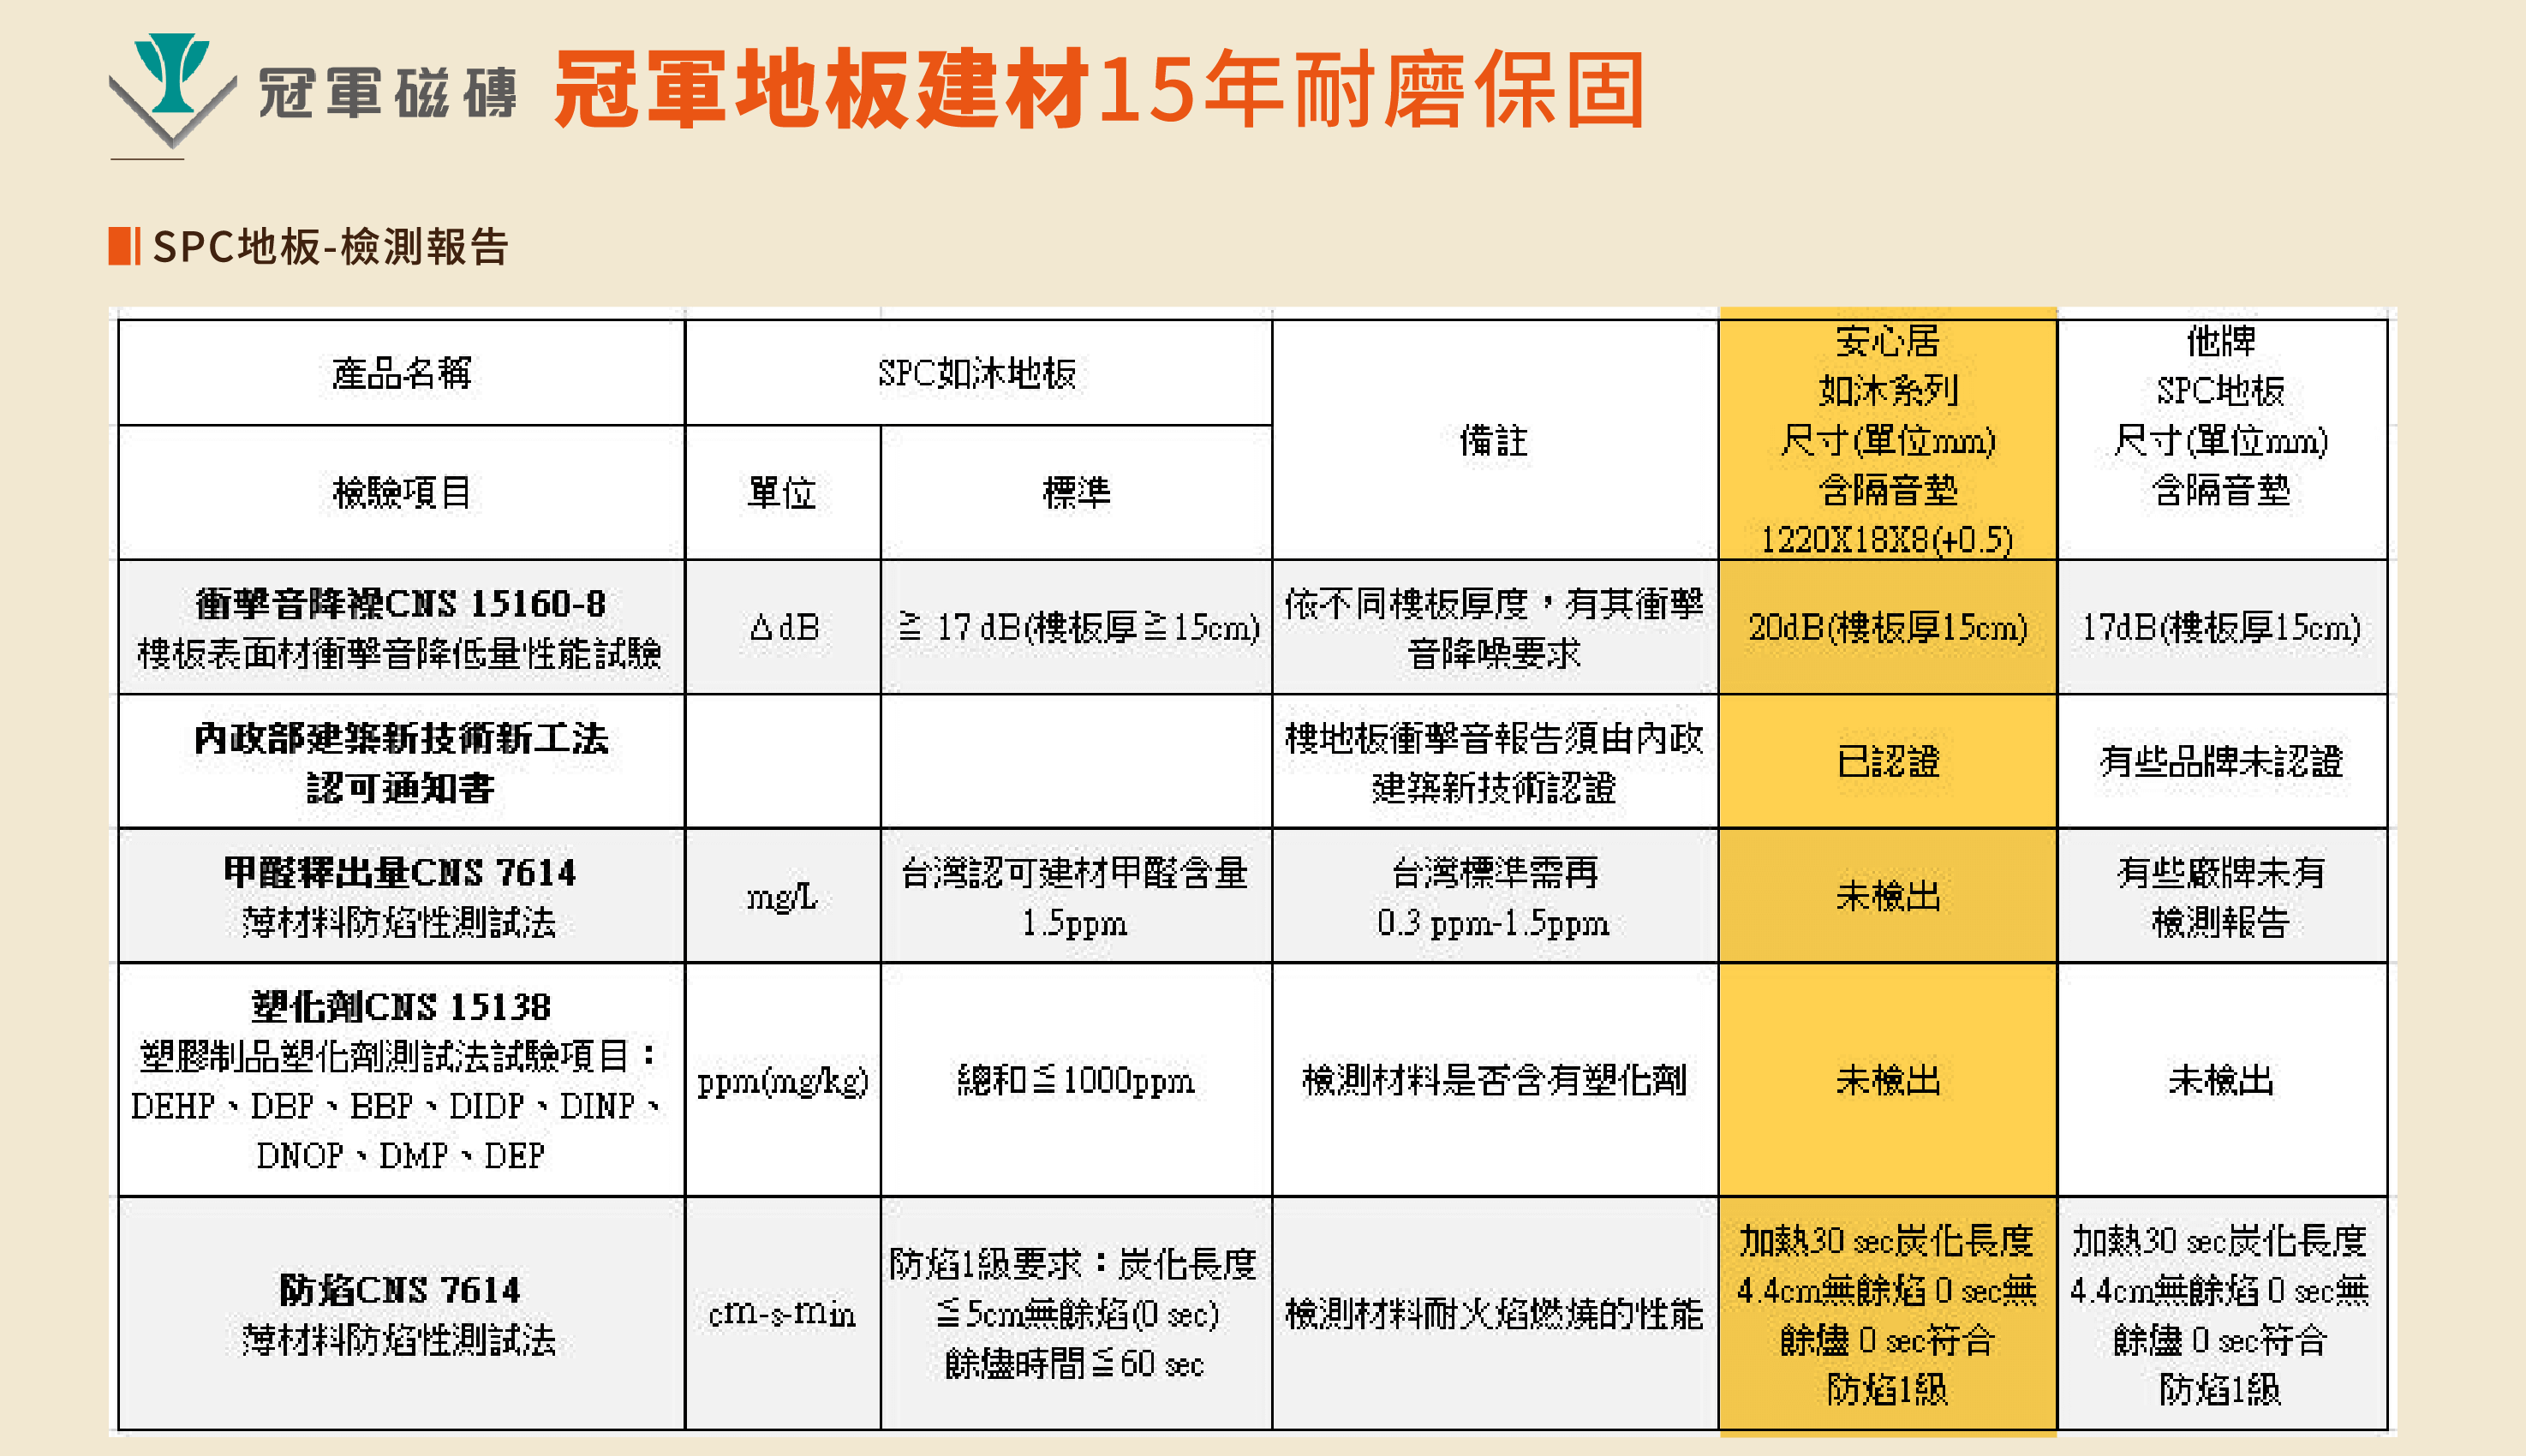 冠軍磁磚 冠軍地板建材15年耐磨保固
SPC地板-檢測報告
產品名稱
SPC如沐地板
備註
安心居
如沐系列
尺寸(單位mm)
含隔音墊
1220X18X8(+0.5)
他牌
SPC地板
尺寸(單位mm)
含隔音墊
檢驗項目
單位
標準
衝擊音降襙CNS 15160-8
樓板表面材衝擊音降低量性能試驗
ΔdB
≧ 17 dB(樓板厚≧15cm)
依不同樓板厚度，有其衝擊
音降噪要求
20dB(樓板厚15cm)
17dB(樓板厚15cm)
內政部建築新技術新工法
認可通知書
樓地板衝擊音報告須由內政
建築新技術認證
已認證
有些品牌未認證
甲醛釋出量CNS 7614
薄材料防焰性測試法
mg/L
台灣認可建材甲醛含量
1.5ppm
台灣標準需再
0.3 ppm-1.5ppm
未檢出
有些廠牌未有
檢測報告
塑化劑CNS 15138
塑膠制品塑化劑測試法試驗項目：
DEHP、DBP、BBP、DIDP、DINP、
DNOP、DMP、DEP
ppm(mg/kg)
總和≦1000ppm
檢測材料是否含有塑化劑
未檢出
未檢出
防焰CNS 7614
薄材料防焰性測試法
cm-s-min
防焰1級要求：炭化長度
≦5cm無餘焰(0 sec)
餘燼時間≦60 sec
檢測材料耐火焰燃燒的性能
加熱30 sec炭化長度
4.4cm無餘焰 0 sec無
餘燼 0 sec符合
防焰1級
加熱30 sec炭化長度
4.4cm無餘焰 0 sec無
餘燼 0 sec符合
防焰1級